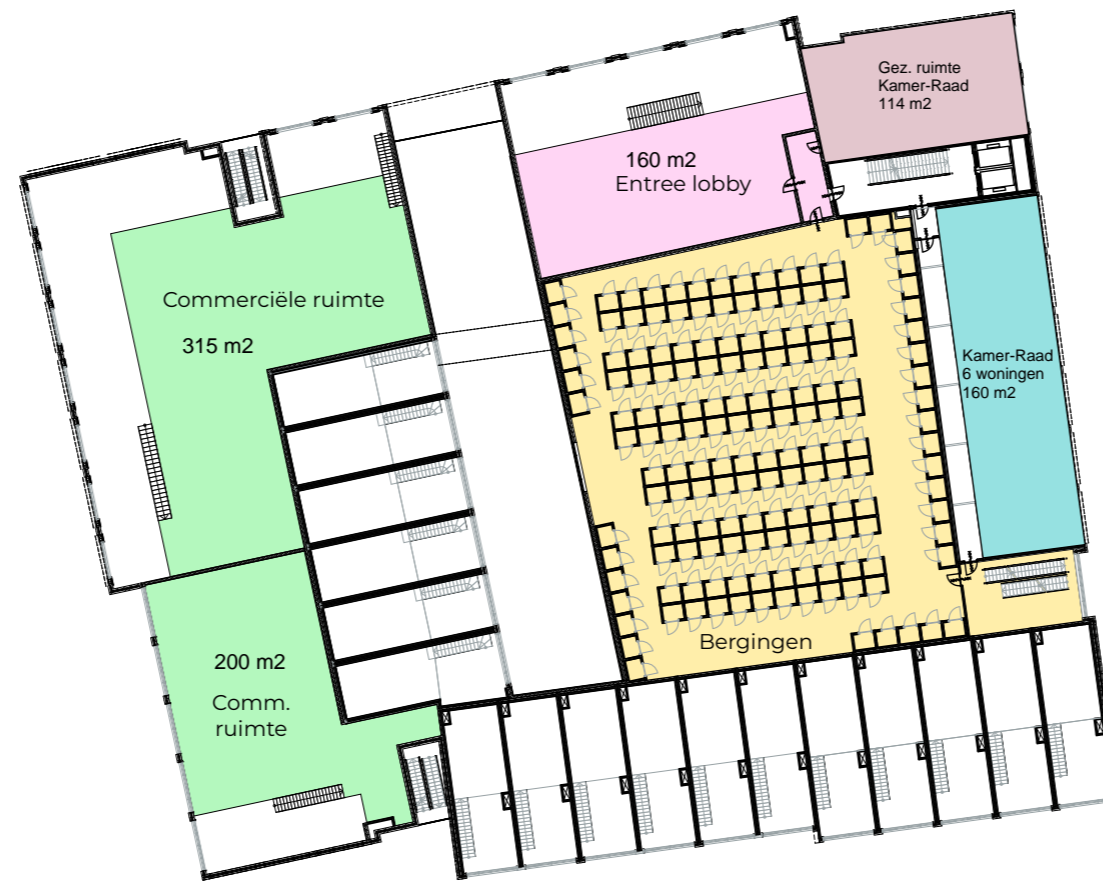 Gez. ruimte
Kamer-Raad
114 m2
160 m2
Entree lobby
Commerciële ruimte
315 m2
Kamer-Raad
6 woningen
160 m2
Bergingen
200 m2
Comm.
ruimte